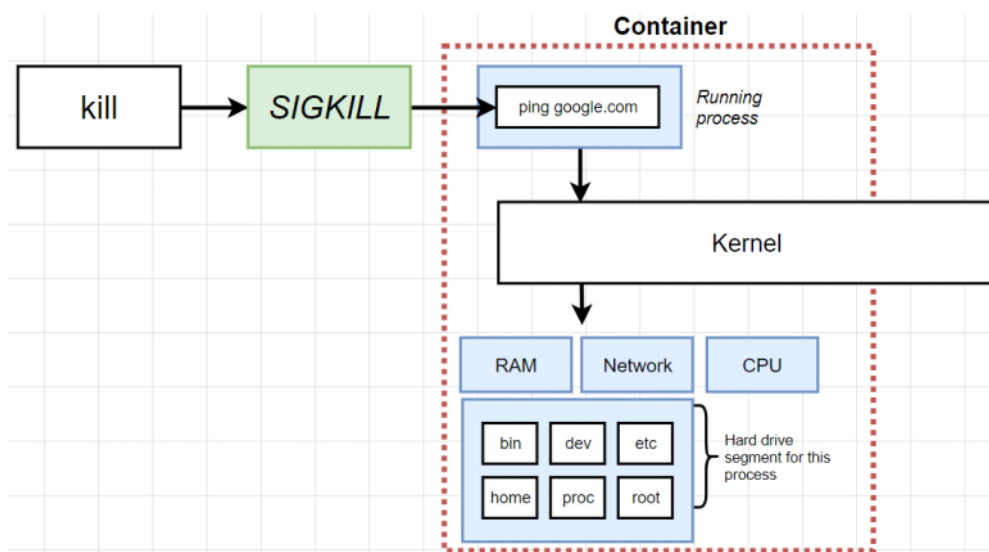 Container
kill
SIGKILL
ping google.com
Running
process
Kernel
RAM
Network
CPU
bin
dev
etc
Hard drive
segment for this
process
home
proc
root